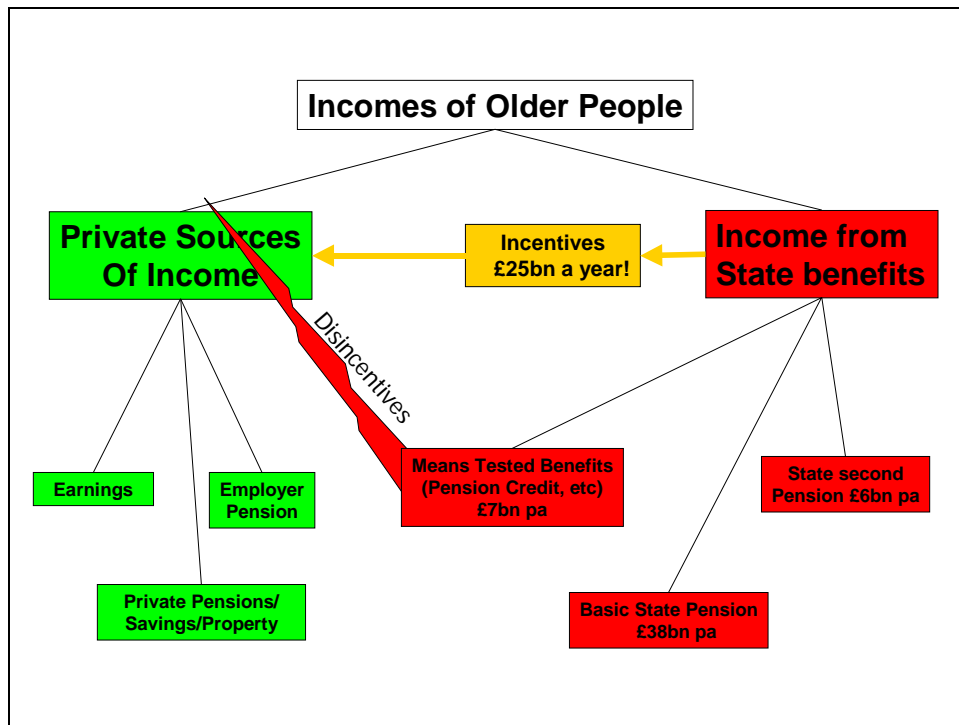 Incomes of Older People
Private Sources
Of Income
Incentives
£25bn a year!
Income from
State benefits
Disincentives
Earnings
Employer
Pension
Means Tested Benefits
(Pension Credit, etc)
£7bn pa
State second
Pension £6bn pa
Private Pensions/
Savings/Property
Basic State Pension
£38bn pa